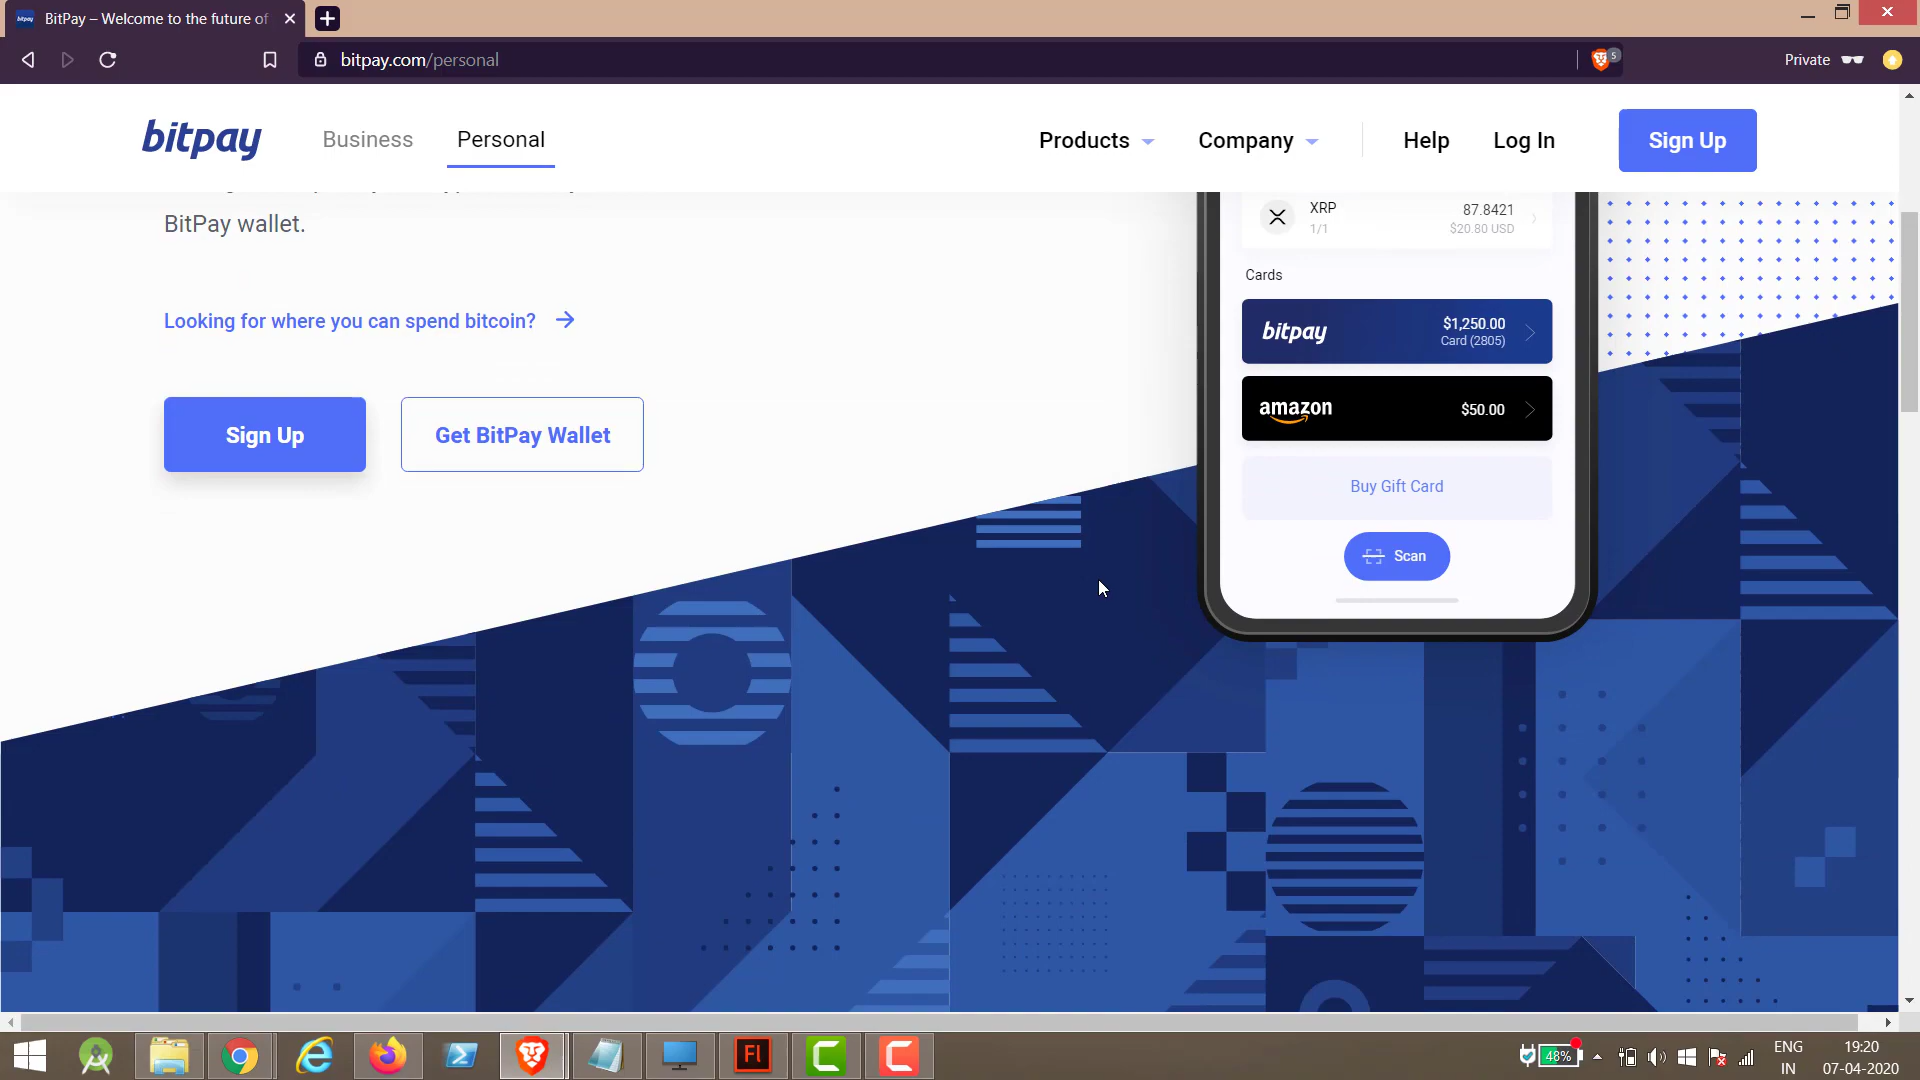 bitpay BitPay – Welcome to the future of
bitpay.com/personal
5
Private
bitpay
Business
Personal
Products
Company
Help
Log In
Sign Up
BitPay wallet.
Looking for where you can spend bitcoin?
Sign Up
Get BitPay Wallet
XRP 87.8421
1/1 $20.80 USD
Cards
bitpay $1,250.00
Card (2805)
amazon $50.00
Buy Gift Card
Scan
Fl
48%
ENG
IN
19:20
07-04-2020